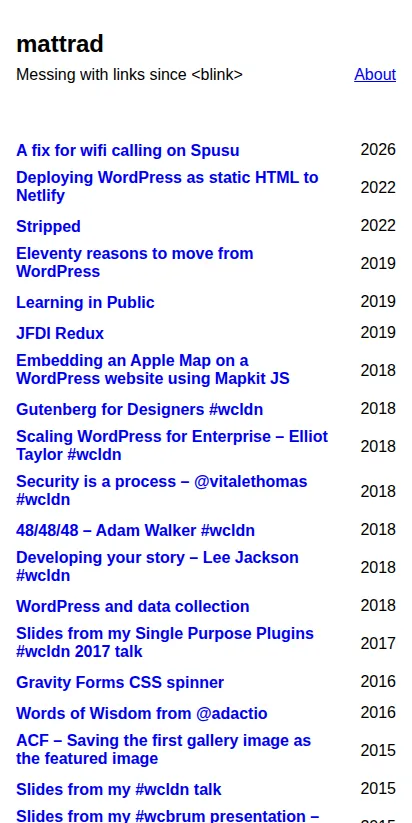 mattrad
Messing with links since <blink>
About
A fix for wifi calling on Spusu 2026
Deploying WordPress as static HTML to
Netlify 2022
Stripped 2022
Eleventy reasons to move from
WordPress 2019
Learning in Public 2019
JFDI Redux 2019
Embedding an Apple Map on a
WordPress website using Mapkit JS 2018
Gutenberg for Designers #wcldn 2018
Scaling WordPress for Enterprise – Elliot
Taylor #wcldn 2018
Security is a process – @vitalethomas
#wcldn 2018
48/48/48 – Adam Walker #wcldn 2018
Developing your story – Lee Jackson
#wcldn 2018
WordPress and data collection 2018
Slides from my Single Purpose Plugins
#wcldn 2017 talk 2017
Gravity Forms CSS spinner 2016
Words of Wisdom from @adactio 2016
ACF – Saving the first gallery image as
the featured image 2015
Slides from my #wcldn talk 2015
Slides from my #wcbrum presentation – 2015